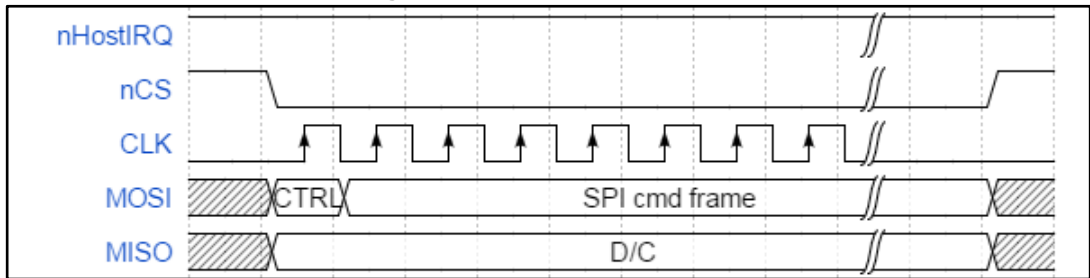 nHostIRQ
nCS
CLK
MOSI CTRL SPI cmd frame
MISO D/C